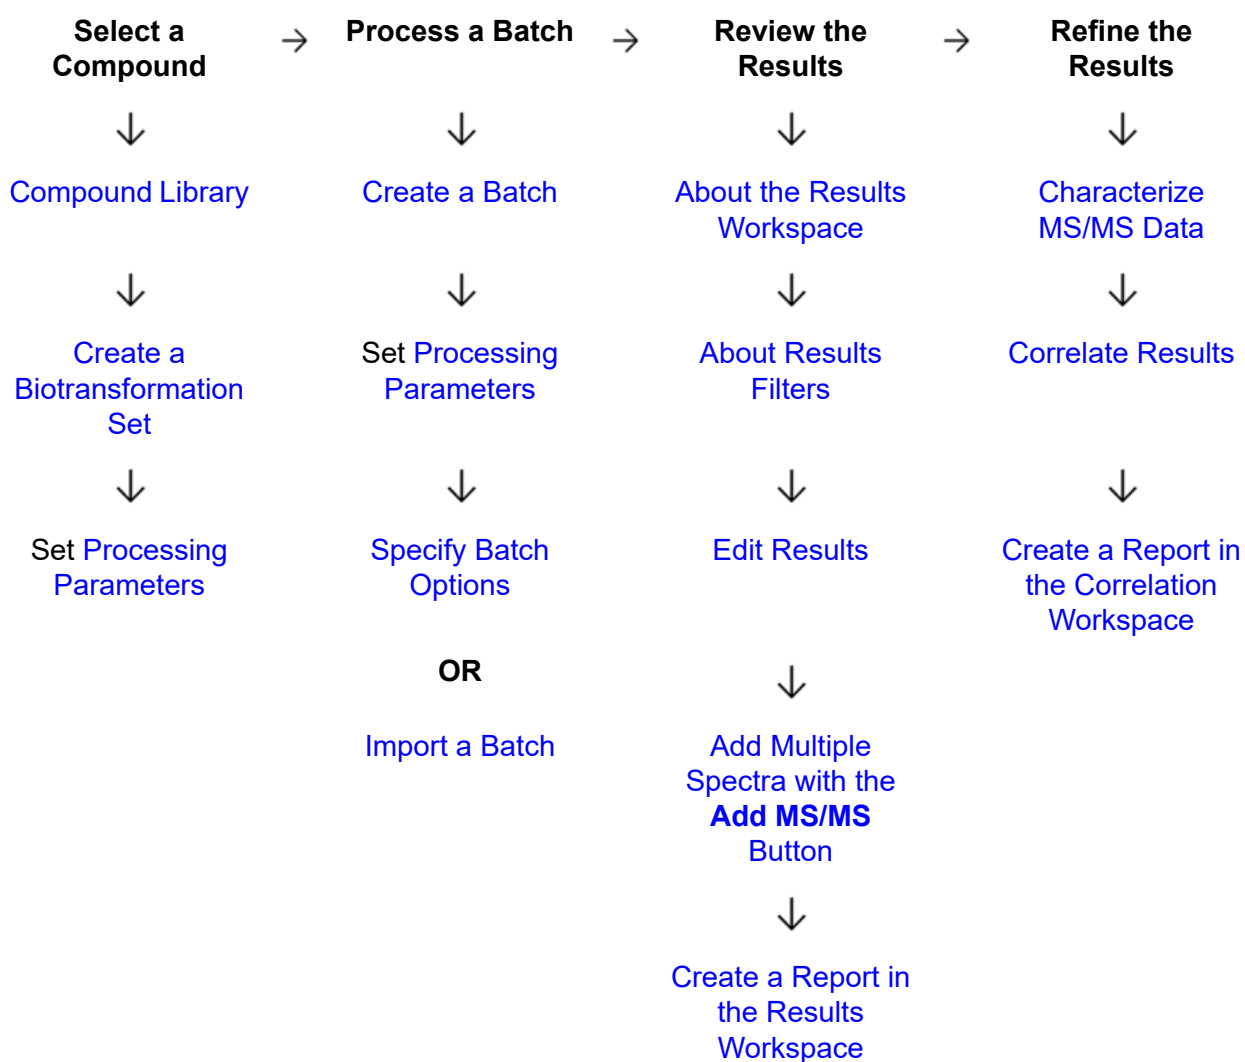 Select a
Compound
Process a Batch
Review the
Results
Refine the
Results
Compound Library
Create a Batch
About the Results
Workspace
Characterize
MS/MS Data
Create a
Biotransformation
Set
Set Processing
Parameters
About Results
Filters
Correlate Results
Set Processing
Parameters
Specify Batch
Options
Edit Results
Create a Report in
the Correlation
Workspace
OR
Import a Batch
Add Multiple
Spectra with the
Add MS/MS
Button
Create a Report in
the Results
Workspace